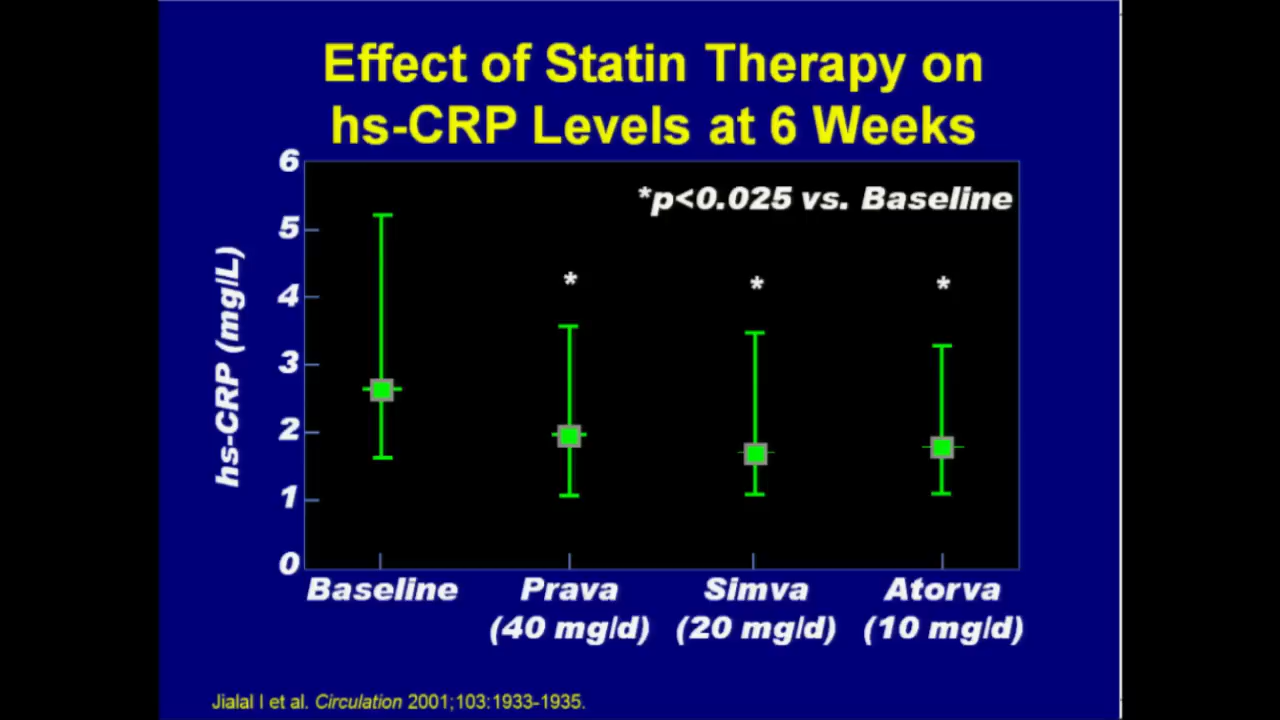 Effect of Statin Therapy on
hs-CRP Levels at 6 Weeks
*p<0.025 vs. Baseline
hs-CRP (mg/L)
6
5
4
3
2
1
0
* * *
Baseline Prava Simva Atorva
(40 mg/d) (20 mg/d) (10 mg/d)
Jialal I et al. Circulation 2001;103:1933-1935.